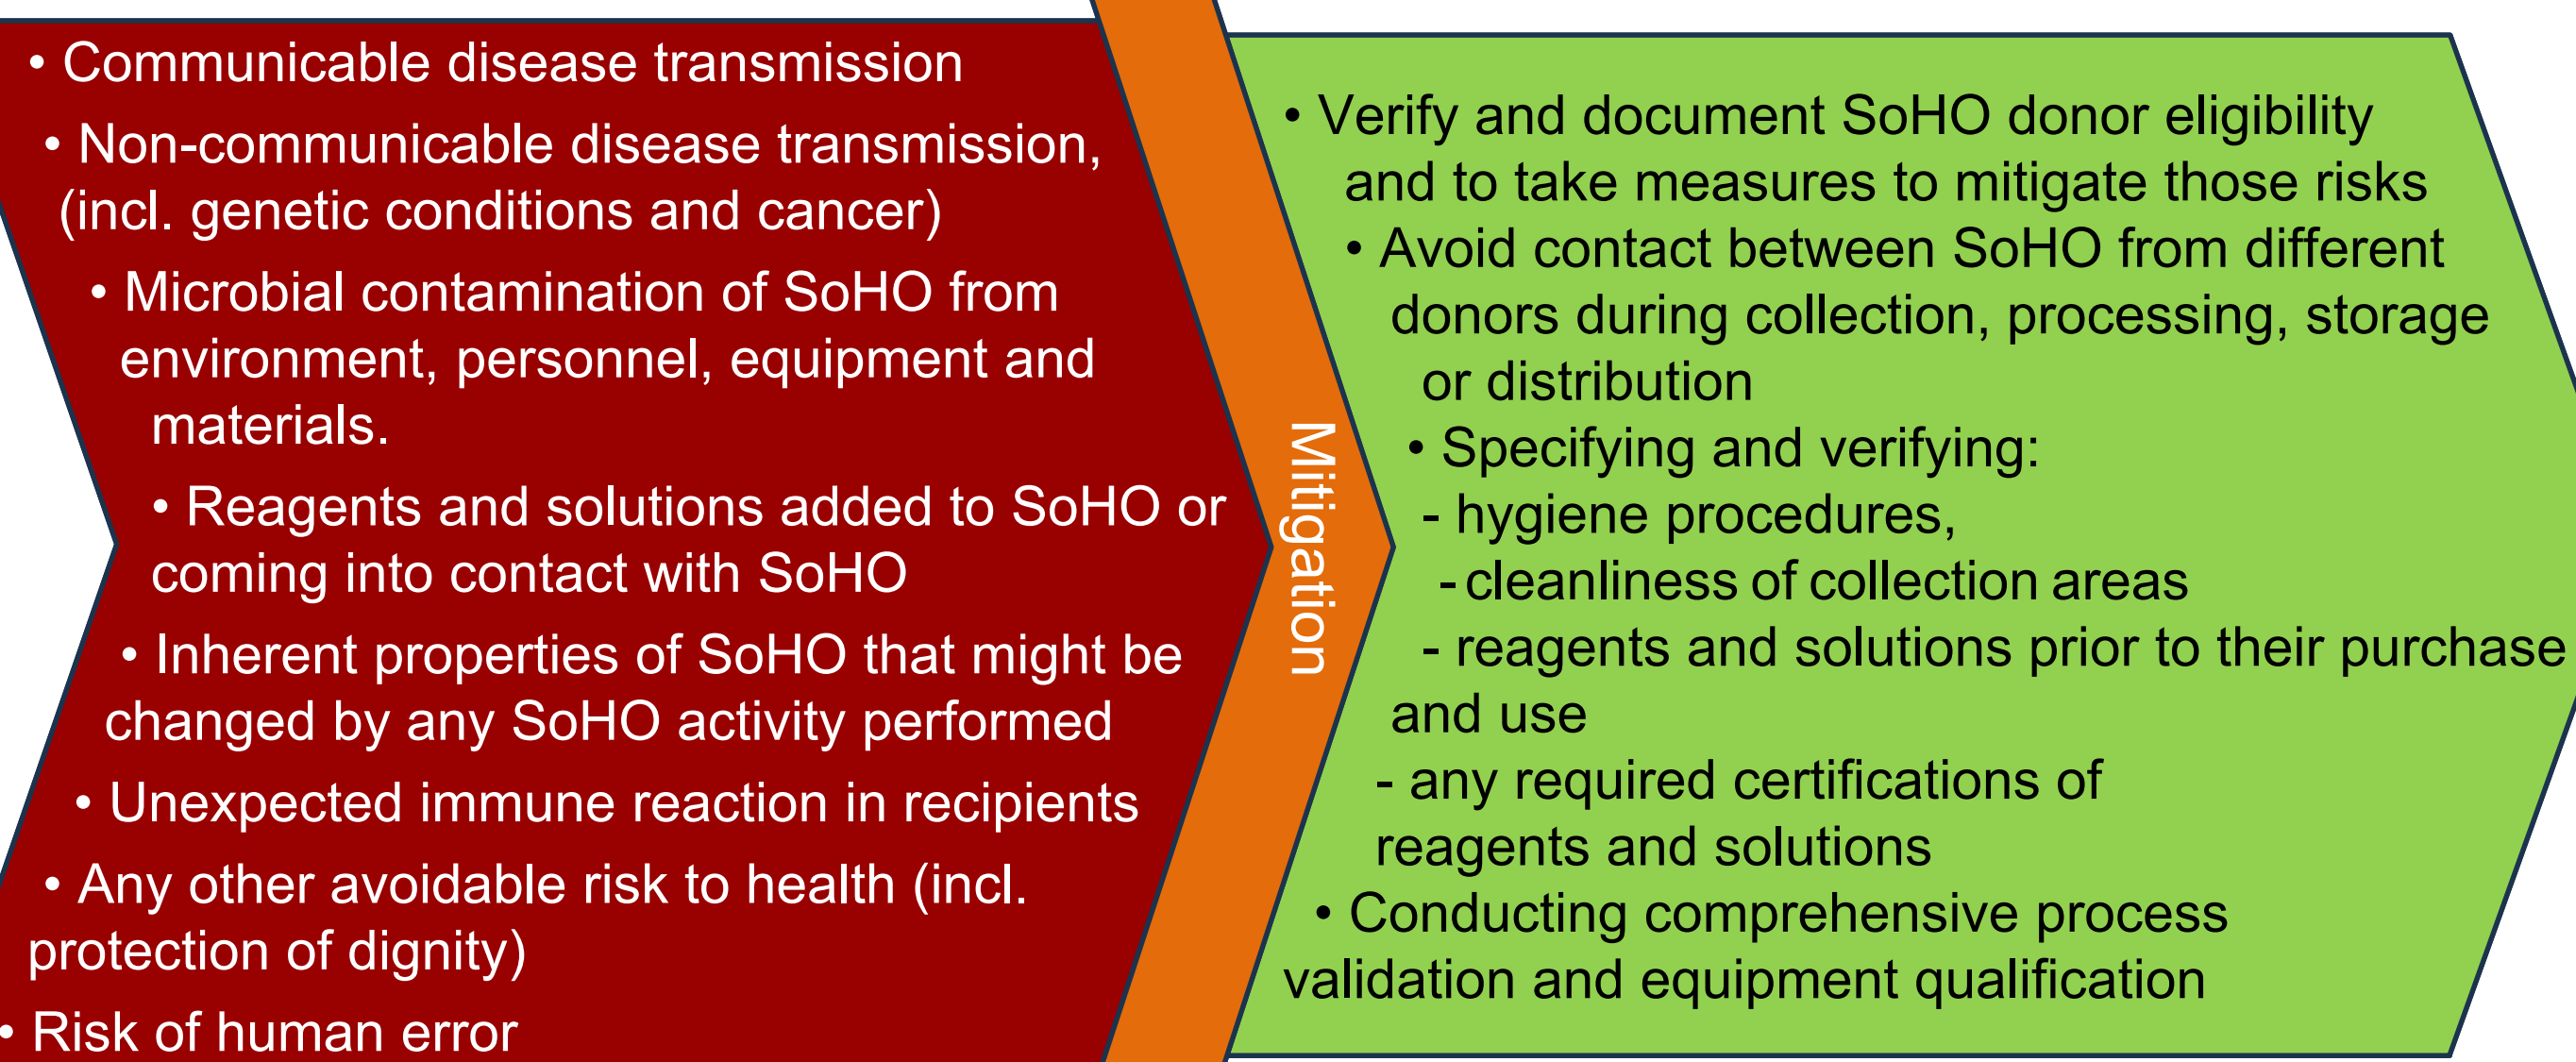 • Communicable disease transmission
• Non-communicable disease transmission,
(incl. genetic conditions and cancer)
• Microbial contamination of SoHO from
environment, personnel, equipment and
materials.
• Reagents and solutions added to SoHO or
coming into contact with SoHO
• Inherent properties of SoHO that might be
changed by any SoHO activity performed
• Unexpected immune reaction in recipients
• Any other avoidable risk to health (incl.
protection of dignity)
• Risk of human error
Mitigation
• Verify and document SoHO donor eligibility
and to take measures to mitigate those risks
• Avoid contact between SoHO from different
donors during collection, processing, storage
or distribution
• Specifying and verifying:
- hygiene procedures,
- cleanliness of collection areas
- reagents and solutions prior to their purchase
and use
- any required certifications of
reagents and solutions
• Conducting comprehensive process
validation and equipment qualification